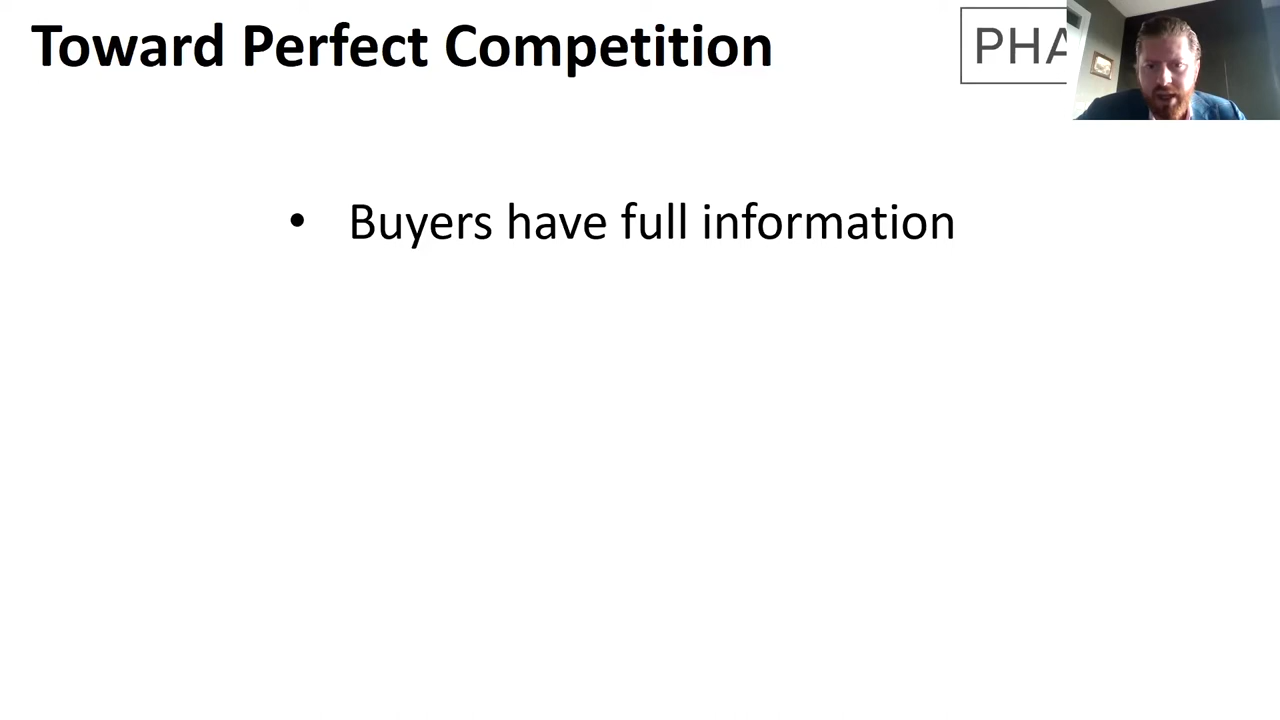 Toward Perfect Competition
PHA
• Buyers have full information